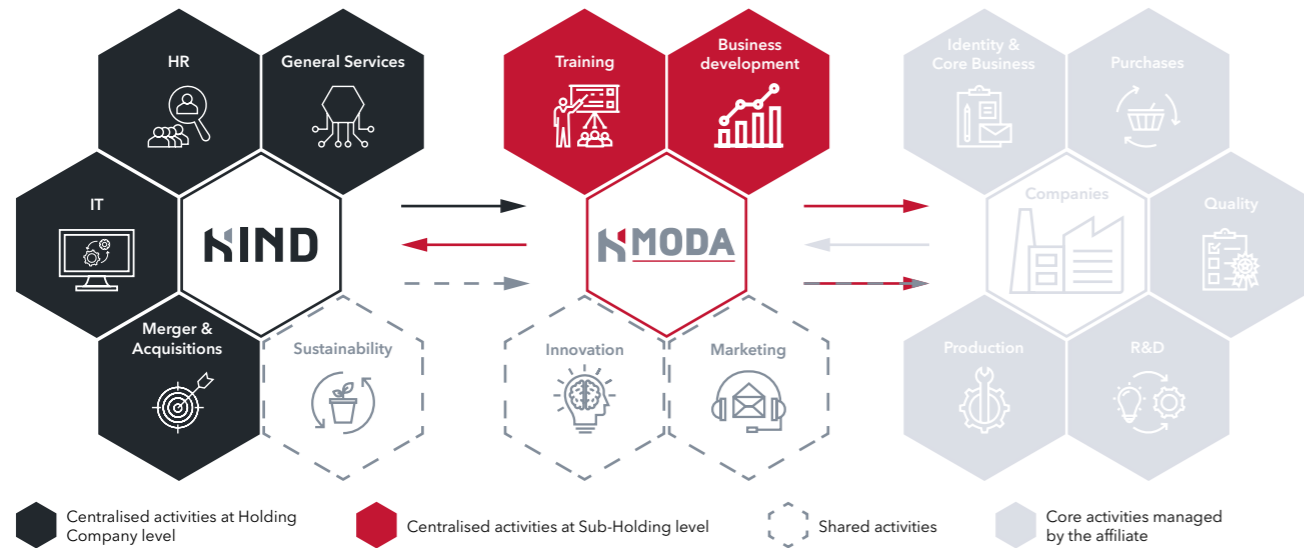 HR
General Services
IT
HIND
Merger &
Acquisitions
Sustainability
Training
Business
development
HMODA
Innovation
Marketing
Identity &
Core Business
Purchases
Companies
Quality
Production
R&D
Centralised activities at Holding
Company level
Centralised activities at Sub-Holding level
Shared activities
Core activities managed
by the affiliate